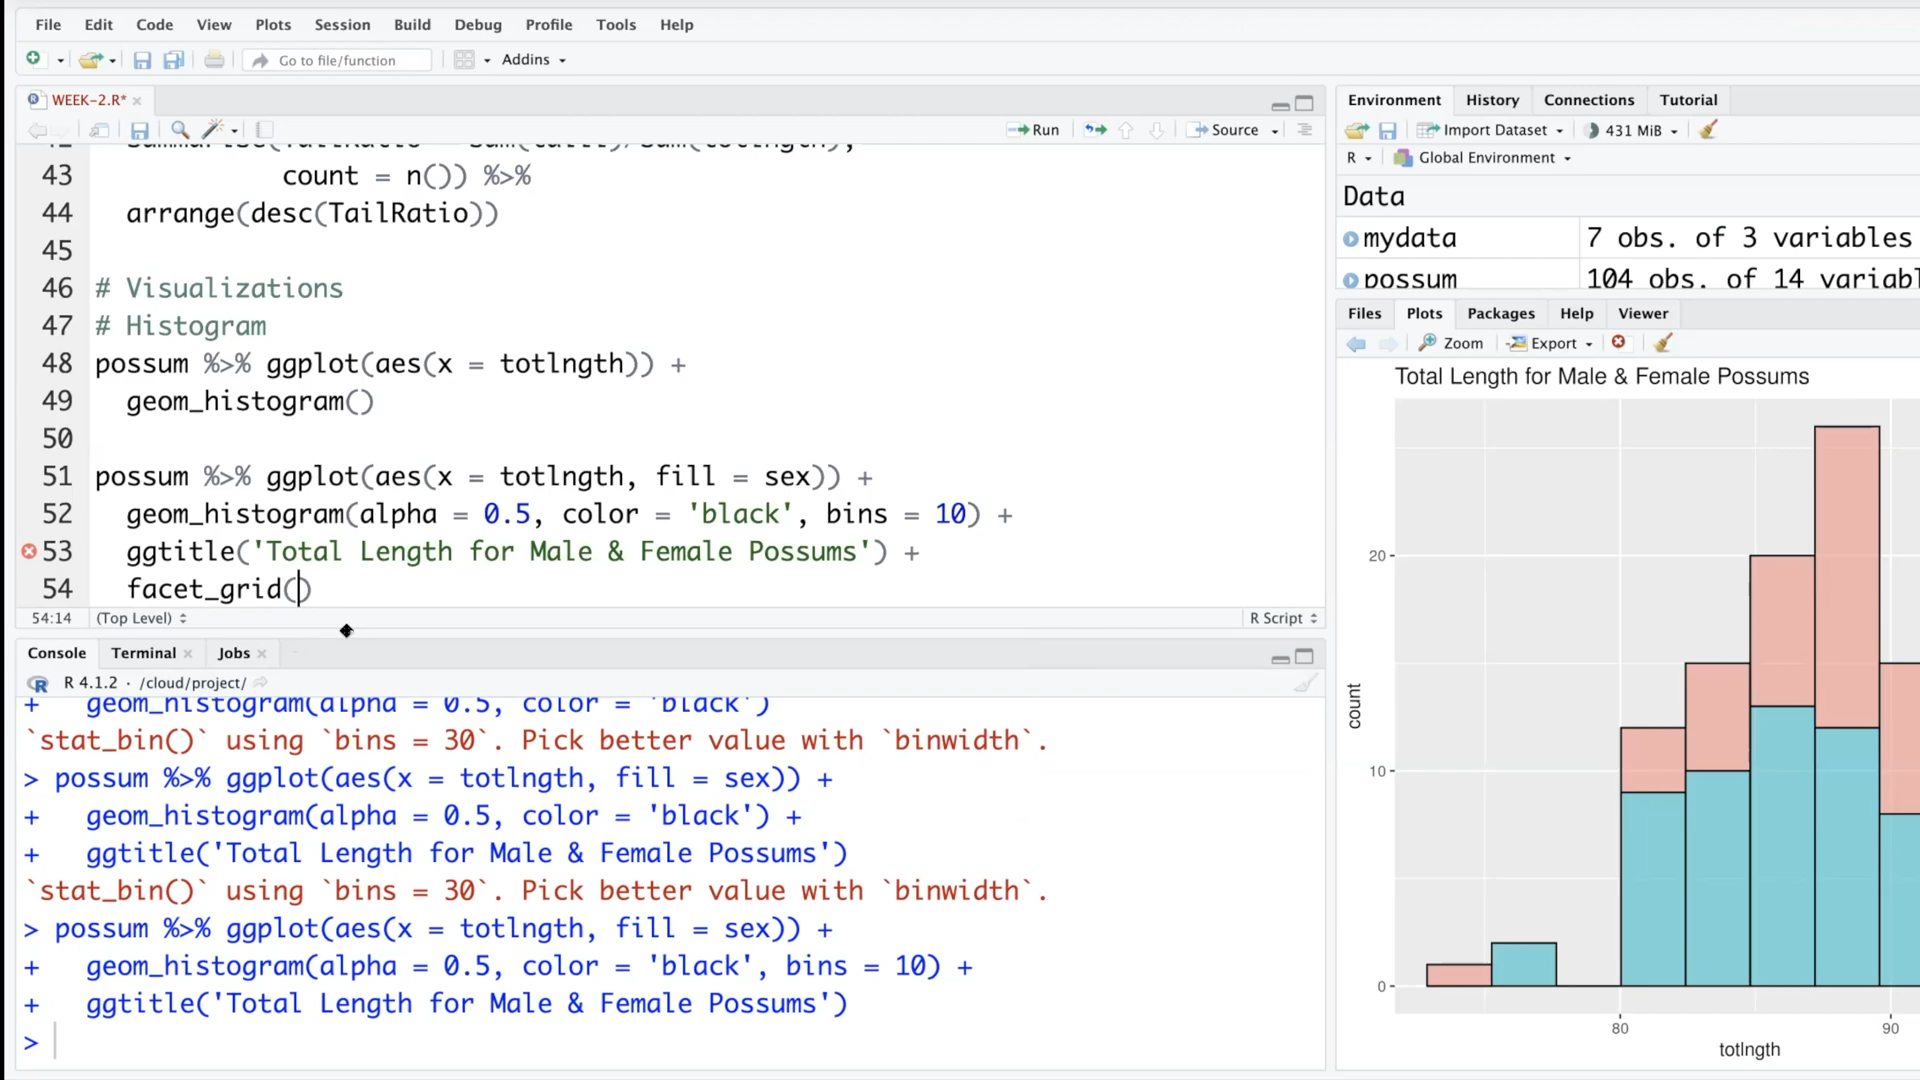 File Edit Code View Plots Session Build Debug Profile Tools Help
Go to file/function Addins
WEEK-2.R*
Run Source
43 count = n()) %>%
44 arrange(desc(TailRatio))
45
46 # Visualizations
47 # Histogram
48 possum %>% ggplot(aes(x = totlngth)) +
49 geom_histogram()
50
51 possum %>% ggplot(aes(x = totlngth, fill = sex)) +
52 geom_histogram(alpha = 0.5, color = 'black', bins = 10) +
53 ggtitle('Total Length for Male & Female Possums') +
54 facet_grid()
54:14 (Top Level) R Script
Console Terminal Jobs
R 4.1.2 · /cloud/project/
+ geom_histogram(alpha = 0.5, color = 'black')
`stat_bin()` using `bins = 30`. Pick better value with `binwidth`.
> possum %>% ggplot(aes(x = totlngth, fill = sex)) +
+ geom_histogram(alpha = 0.5, color = 'black') +
+ ggtitle('Total Length for Male & Female Possums')
`stat_bin()` using `bins = 30`. Pick better value with `binwidth`.
> possum %>% ggplot(aes(x = totlngth, fill = sex)) +
+ geom_histogram(alpha = 0.5, color = 'black', bins = 10) +
+ ggtitle('Total Length for Male & Female Possums')
>
Environment History Connections Tutorial
Import Dataset 431 MiB
R Global Environment
Data
mydata 7 obs. of 3 variables
possum 104 obs. of 14 variabl
Files Plots Packages Help Viewer
Zoom Export
Total Length for Male & Female Possums
count
20
10
0
80 90
totlngth